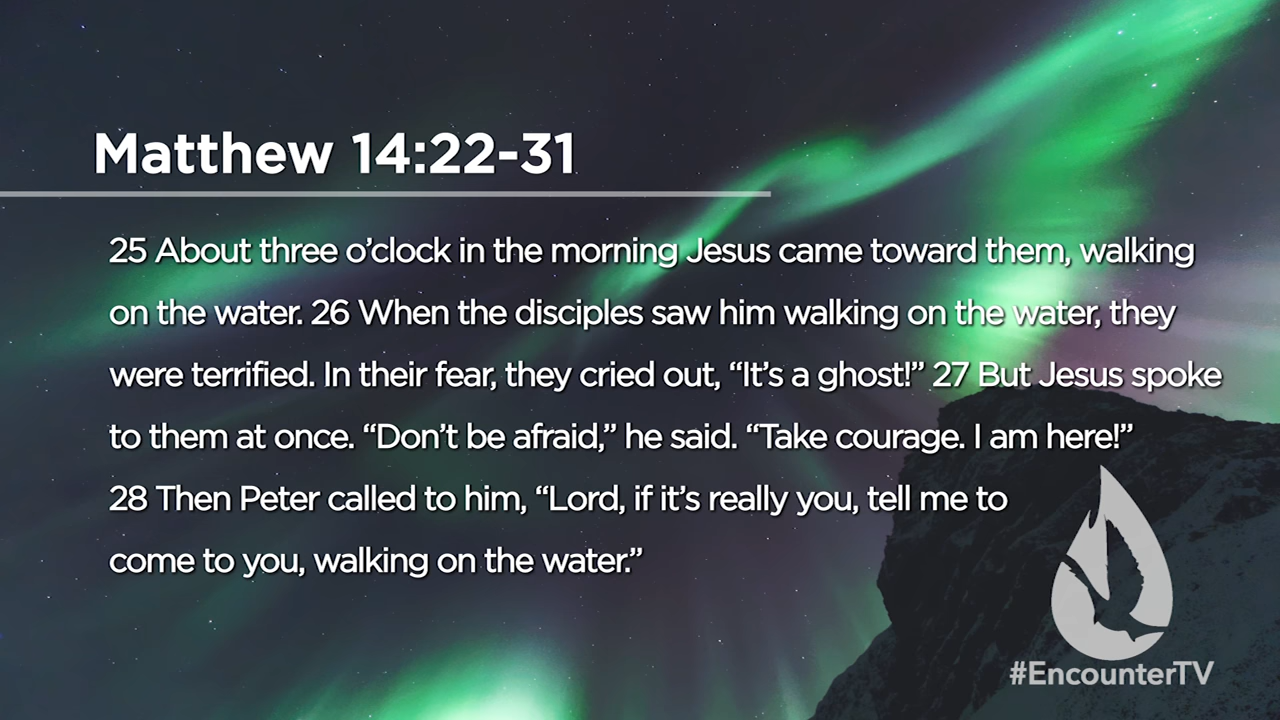 Matthew 14:22-31
25 About three o’clock in the morning Jesus came toward them, walking
on the water. 26 When the disciples saw him walking on the water, they
were terrified. In their fear, they cried out, “It’s a ghost!” 27 But Jesus spoke
to them at once. “Don’t be afraid,” he said. “Take courage. I am here!”
28 Then Peter called to him, “Lord, if it’s really you, tell me to
come to you, walking on the water.”
#EncounterTV